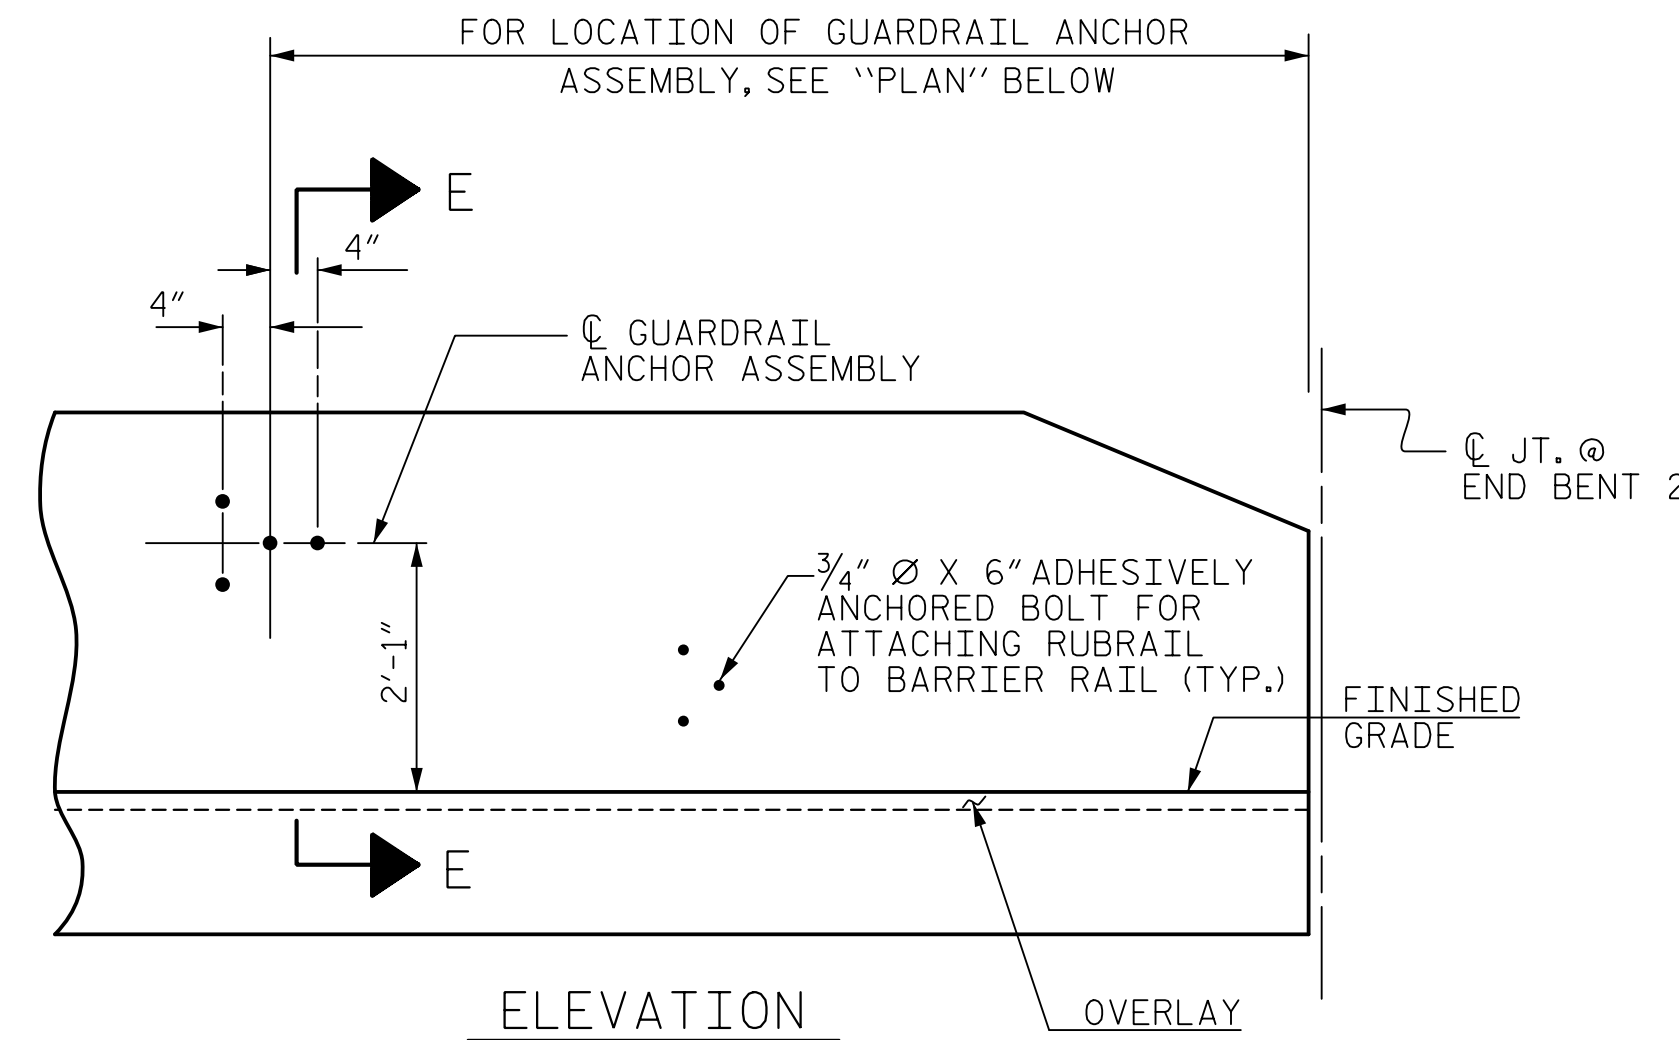 FOR LOCATION OF GUARDRAIL ANCHOR
ASSEMBLY, SEE ‘‘PLAN’’ BELOW
E
4"
4"
℄ GUARDRAIL
ANCHOR ASSEMBLY
℄ JT. @
END BENT 2
3/4" Ø X 6" ADHESIVELY
ANCHORED BOLT FOR
ATTACHING RUBRAIL
TO BARRIER RAIL (TYP.)
2'-1"
FINISHED
GRADE
E
ELEVATION
OVERLAY